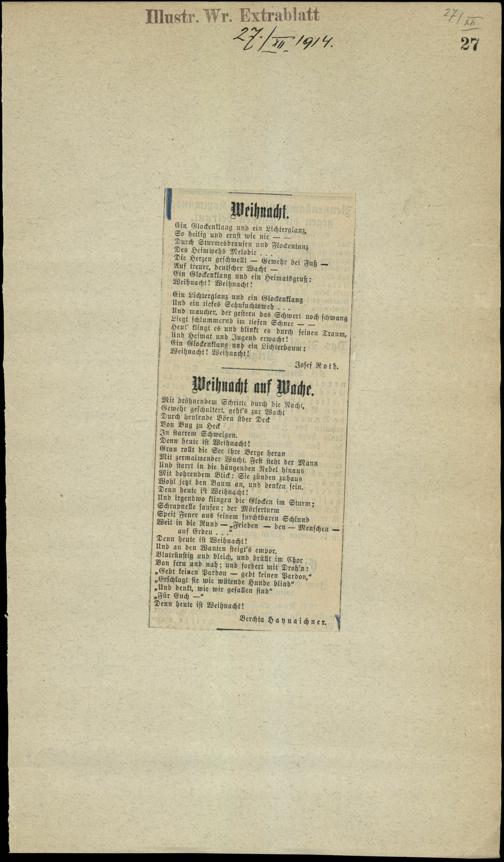 Illustr. Wr. Extrablatt
27/XII
27./XII 1914.
27
Weihnacht.
Ein Glockenklang und ein Lichterglanz,
So heilig und ernst wie nie — —
Durch Sturmesbrausen und Flockentanz
Des Heimwehs Melodie . . .
Die Herzen geschwellt — Gewehr bei Fuß —
Auf treuer, deutscher Wacht —
Ein Glockenklang und ein Heimatsgruß:
Weihnacht! Weihnacht!
Ein Lichterglanz und ein Glockenklang
Und ein tiefes Sehnsuchtsweh . . .
Und mancher, der gestern das Schwert noch schwang
Liegt schlummernd im tiefen Schnee — —
Heut' klingt es und blinkt es durch seinen Traum,
Und Heimat und Jugend erwacht!
Ein Glockenklang und ein Lichterbaum:
Weihnacht! Weihnacht!
Josef Roth.
Weihnacht auf Wache.
Mit dröhnendem Schritte durch die Nacht,
Gewehr geschultert, geht's zur Wacht
Durch heulende Böen über Deck
Von Bug zu Heck
In starrem Schweigen.
Denn heute ist Weihnacht!
Grau rollt die See ihre Berge heran
Mit zermalmender Wucht. Fest steht der Mann
Und starrt in die hängenden Nebel hinaus
Mit bohrendem Blick: Sie zünden zuhaus
Wohl jetzt den Baum an, und denken sein.
Denn heute ist Weihnacht!
Und irgendwo klingen die Glocken im Sturm;
Schrapnelle sausen; der Mörserturm
Speit Feuer aus seinem furchtbaren Schlund
Weit in die Rund — „Frieden — den — Menschen —
auf Erden . . ."
Denn heute ist Weihnacht!
Und an den Wanten steigt's empor,
Blutrünstig und bleich, und brüllt im Chor
Von fern und nah; und fordert mit Droh'n:
„Gebt keinen Pardon — gebt keinen Pardon,"
„Erschlagt sie wie wütende Hunde blind"
„Und denkt, wie wir gefallen sind"
„Für Euch —"
Denn heute ist Weihnacht!
Berchta Haynaichner.